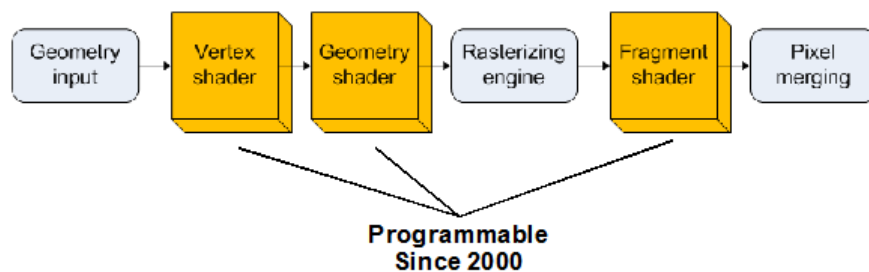 Geometry
input
Vertex
shader
Geometry
shader
Rasterizing
engine
Fragment
shader
Pixel
merging
Programmable
Since 2000